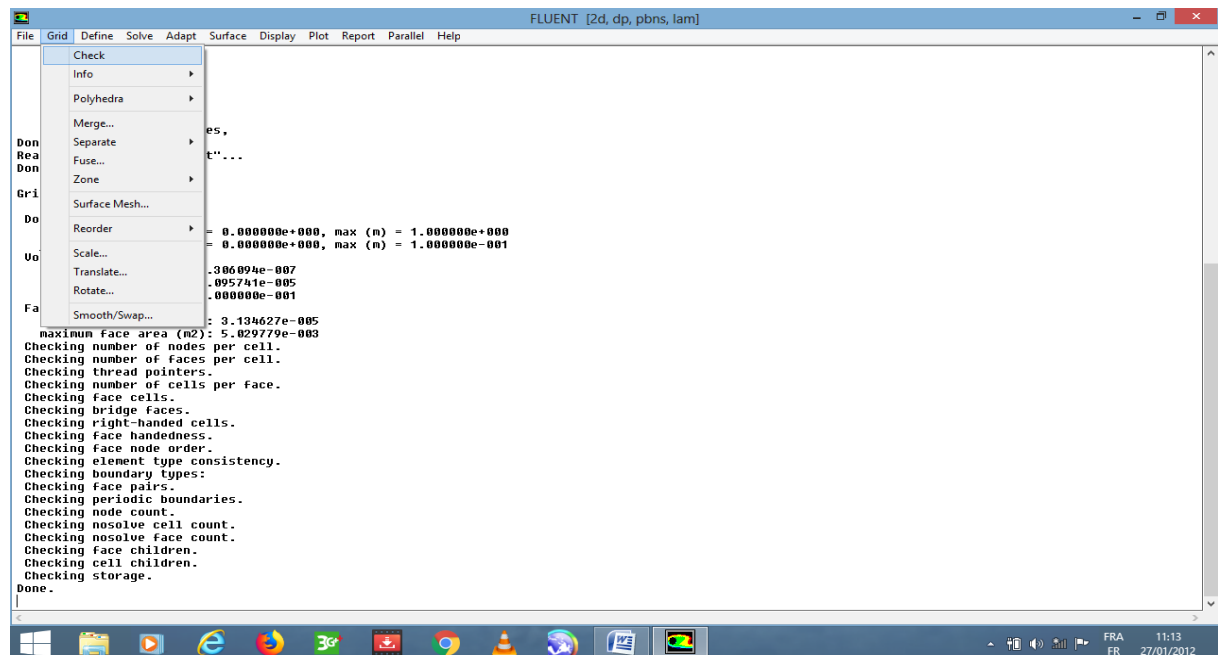 FLUENT [2d, dp, pbns, lam]
File Grid Define Solve Adapt Surface Display Plot Report Parallel Help
Check
Info
Polyhedra
Merge...
Separate
Fuse...
Zone
Surface Mesh...
Reorder
Scale...
Translate...
Rotate...
Smooth/Swap...
es,
Don
Rea t"...
Don
Gri
Do
= 0.000000e+000, max (m) = 1.000000e+000
= 0.000000e+000, max (m) = 1.000000e-001
Vo
.306094e-007
.095741e-005
.000000e-001
Fa
: 3.134627e-005
maximum face area (m2): 5.029779e-003
Checking number of nodes per cell.
Checking number of faces per cell.
Checking thread pointers.
Checking number of cells per face.
Checking face cells.
Checking bridge faces.
Checking right-handed cells.
Checking face handedness.
Checking face node order.
Checking element type consistency.
Checking boundary types:
Checking face pairs.
Checking periodic boundaries.
Checking node count.
Checking nosolve cell count.
Checking nosolve face count.
Checking face children.
Checking cell children.
Checking storage.
Done.
3G
W
FRA 11:13
FR 27/01/2012